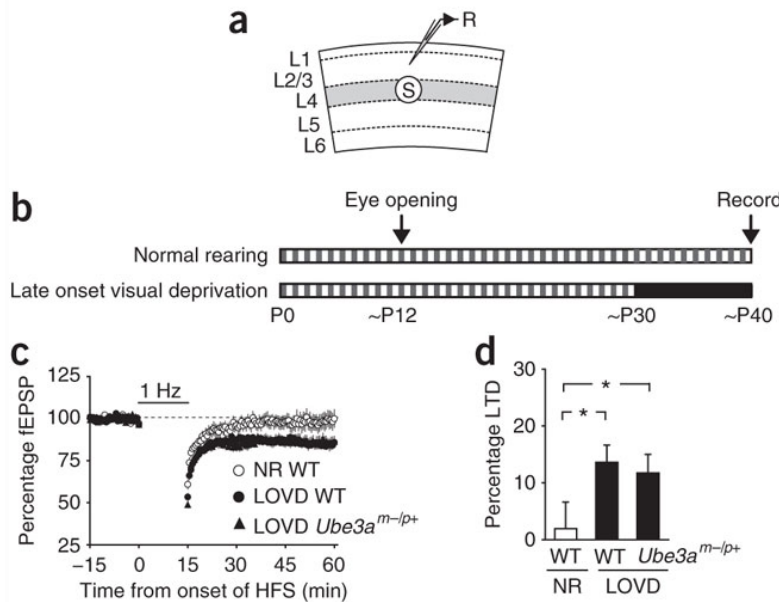 a
R
L1
L2/3
L4
L5
L6
S
b
Eye opening
Record
Normal rearing
Late onset visual deprivation
P0
~P12
~P30
~P40
c
Percentage fEPSP
125
100
75
50
25
1 Hz
NR WT
LOVD WT
LOVD Ube3a^m–/p+
–15
0
15
30
45
60
Time from onset of HFS (min)
d
Percentage LTD
30
20
10
0
*
*
WT
WT
Ube3a^m–/p+
NR
LOVD